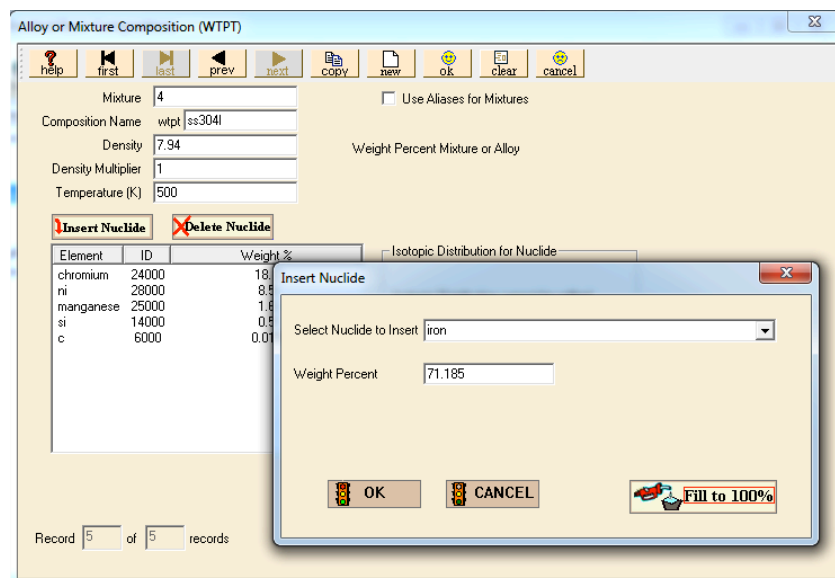 Alloy or Mixture Composition (WTPT)
help first last prev next copy new ok clear cancel
Mixture 4
Use Aliases for Mixtures
Composition Name wtpt ss304l
Density 7.94
Weight Percent Mixture or Alloy
Density Multiplier 1
Temperature (K) 500
Insert Nuclide Delete Nuclide
Isotopic Distribution for Nuclide
Element ID Weight %
chromium 24000 18.
ni 28000 8.5
manganese 25000 1.6
si 14000 0.5
c 6000 0.01
Insert Nuclide
Select Nuclide to Insert iron
Weight Percent 71.185
OK CANCEL Fill to 100%
Record 5 of 5 records